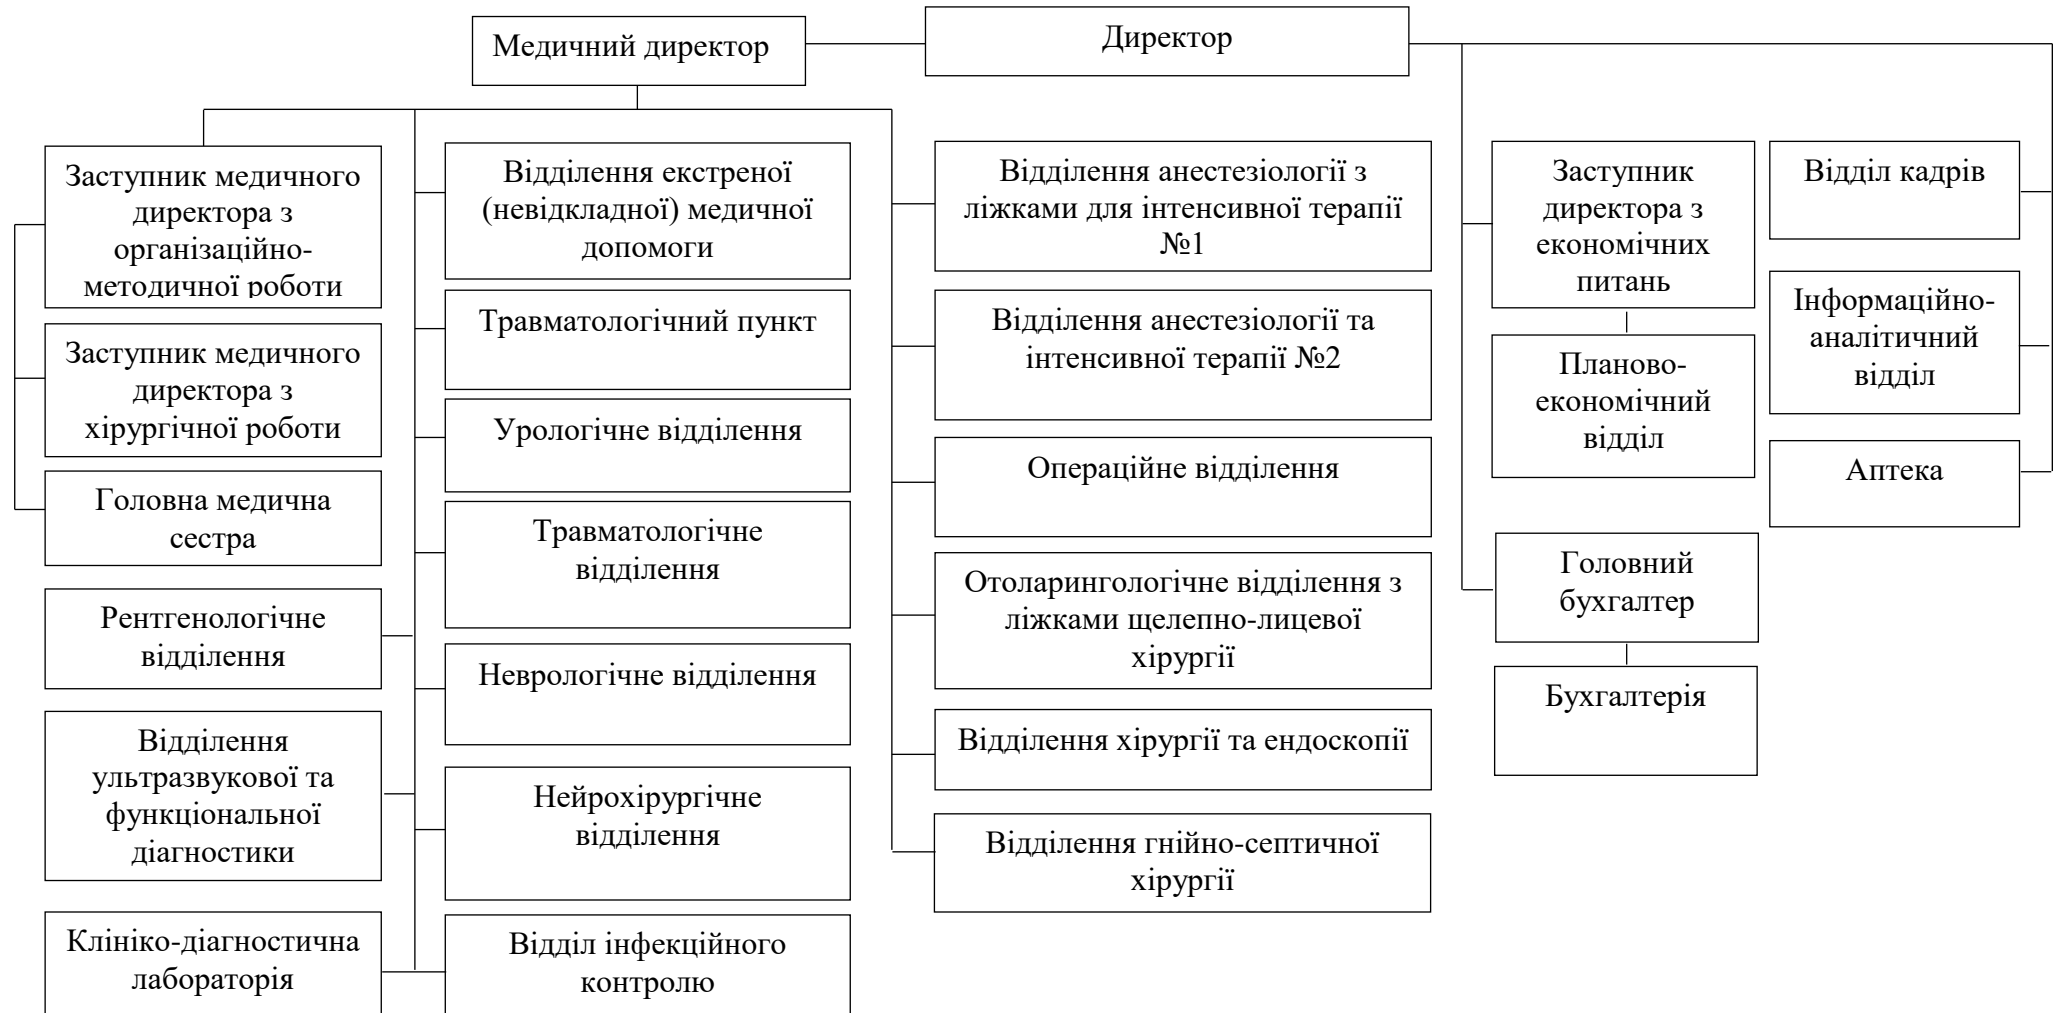 Медичний директор
Директор
Заступник медичного
директора з
організаційно-
методичної роботи
Заступник медичного
директора з
хірургічної роботи
Головна медична
сестра
Рентгенологічне
відділення
Відділення
ультразвукової та
функціональної
діагностики
Клініко-діагностична
лабораторія
Відділення екстреної
(невідкладної) медичної
допомоги
Травматологічний пункт
Урологічне відділення
Травматологічне
відділення
Неврологічне відділення
Нейрохірургічне
відділення
Відділ інфекційного
контролю
Відділення анестезіології з
ліжками для інтенсивної терапії
№1
Відділення анестезіології та
інтенсивної терапії №2
Операційне відділення
Отоларингологічне відділення з
ліжками щелепно-лицевої
хірургії
Відділення хірургії та ендоскопії
Відділення гнійно-септичної
хірургії
Заступник
директора з
економічних
питань
Планово-
економічний
відділ
Головний
бухгалтер
Бухгалтерія
Відділ кадрів
Інформаційно-
аналітичний
відділ
Аптека